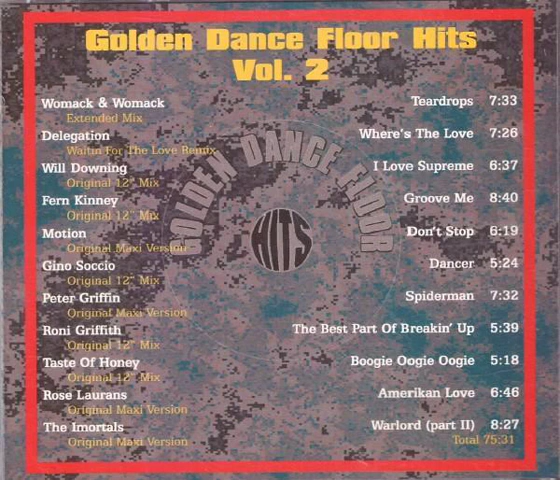 Golden Dance Floor Hits
Vol. 2
Womack & Womack Teardrops 7:33
Extended Mix
Delegation Where's The Love 7:26
Waitin For The Love Remix
Will Downing I Love Supreme 6:37
Original 12" Mix
Fern Kinney Groove Me 8:40
Original 12" Mix
Motion Don't Stop 6:19
Original Maxi Version
Gino Soccio Dancer 5:24
Original 12" Mix
Peter Griffin Spiderman 7:32
Original Maxi Version
Roni Griffith The Best Part Of Breakin' Up 5:39
Original 12" Mix
Taste Of Honey Boogie Oogie Oogie 5:18
Original 12" Mix
Rose Laurans Amerikan Love 6:46
Original Maxi Version
The Imortals Warlord (part II) 8:27
Original Maxi Version Total 75:31
GOLDEN DANCE FLOOR
HITS